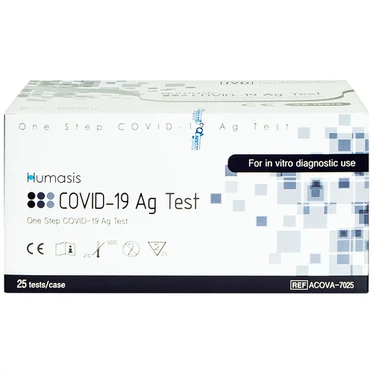 One Step COVID-19 Ag Test
For in vitro diagnostic use
Humasis
COVID-19 Ag Test
One Step COVID-19 Ag Test
25 tests/case
REF ACOVA-7025